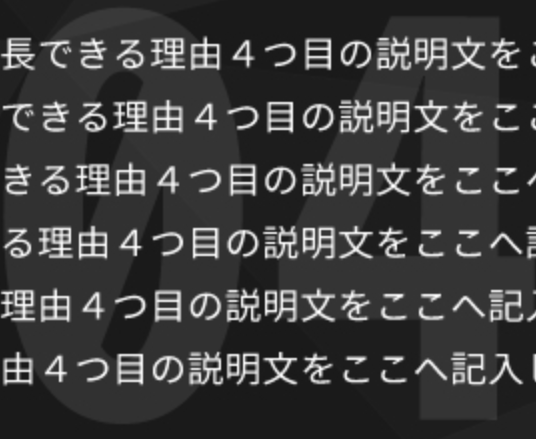 長できる理由４つ目の説明文をこ
できる理由４つ目の説明文をここ
きる理由４つ目の説明文をここへ
る理由４つ目の説明文をここへ記
理由４つ目の説明文をここへ記入
由４つ目の説明文をここへ記入し
04